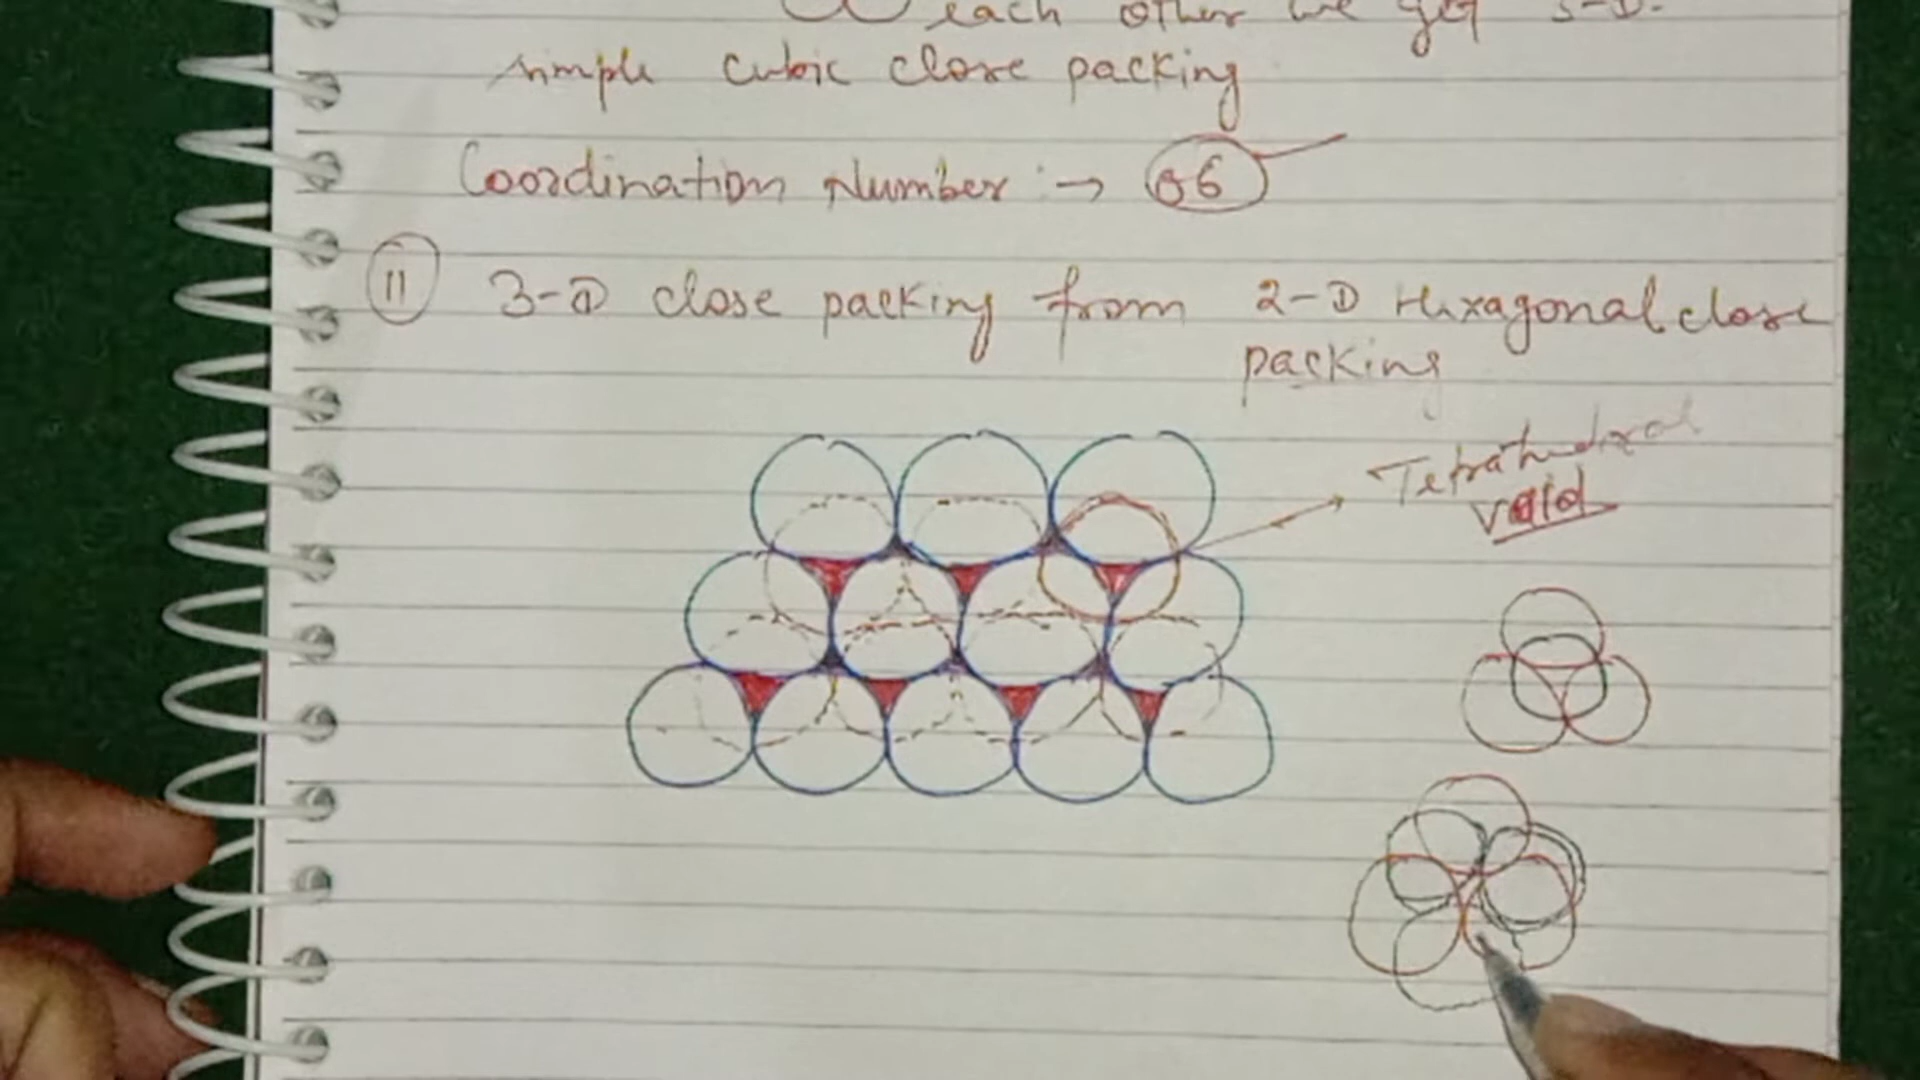 each other we get 3-D.
simple cubic close packing
Coordination Number :→ 06
II 3-D close packing from 2-D Hexagonal close
packing
Tetrahedral
void